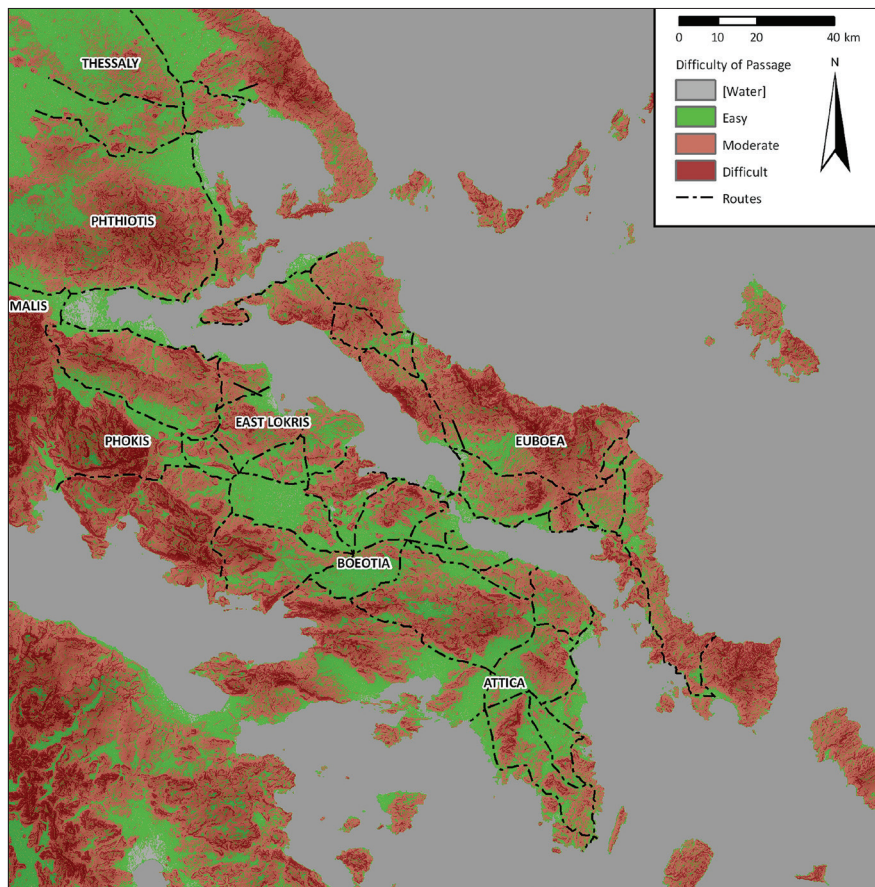 0 10 20 40 km
Difficulty of Passage
N
[Water]
Easy
Moderate
Difficult
Routes
THESSALY
PHTHIOTIS
MALIS
EAST LOKRIS
PHOKIS
EUBOEA
BOEOTIA
ATTICA